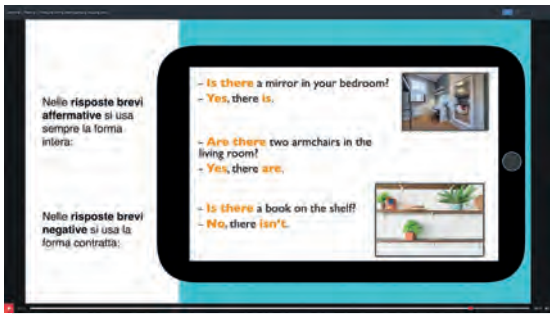 Nelle risposte brevi
affermative si usa
sempre la forma
intera:
– Is there a mirror in your bedroom?
– Yes, there is.
– Are there two armchairs in the
living room?
– Yes, there are.
Nelle risposte brevi
negative si usa la
forma contratta:
– Is there a book on the shelf?
– No, there isn't.